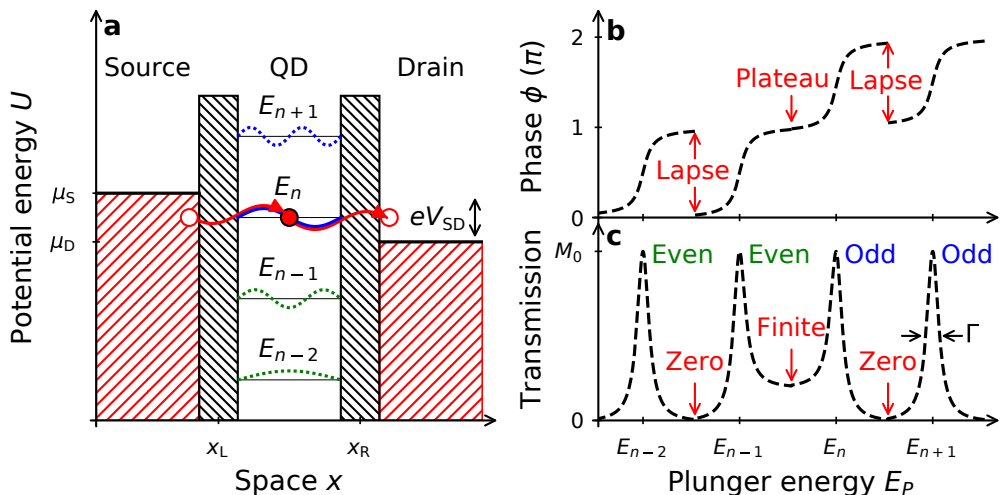 a
Source
QD
Drain
E_{n+1}
E_n
E_{n−1}
E_{n−2}
eV_{SD}
μ_S
μ_D
Potential energy U
x_L
x_R
Space x
b
2
1
0
Phase ϕ (π)
Lapse
Plateau
Lapse
c
M_0
0
Transmission
Even
Even
Odd
Odd
Zero
Finite
Zero
Γ
E_{n−2}
E_{n−1}
E_n
E_{n+1}
Plunger energy E_P